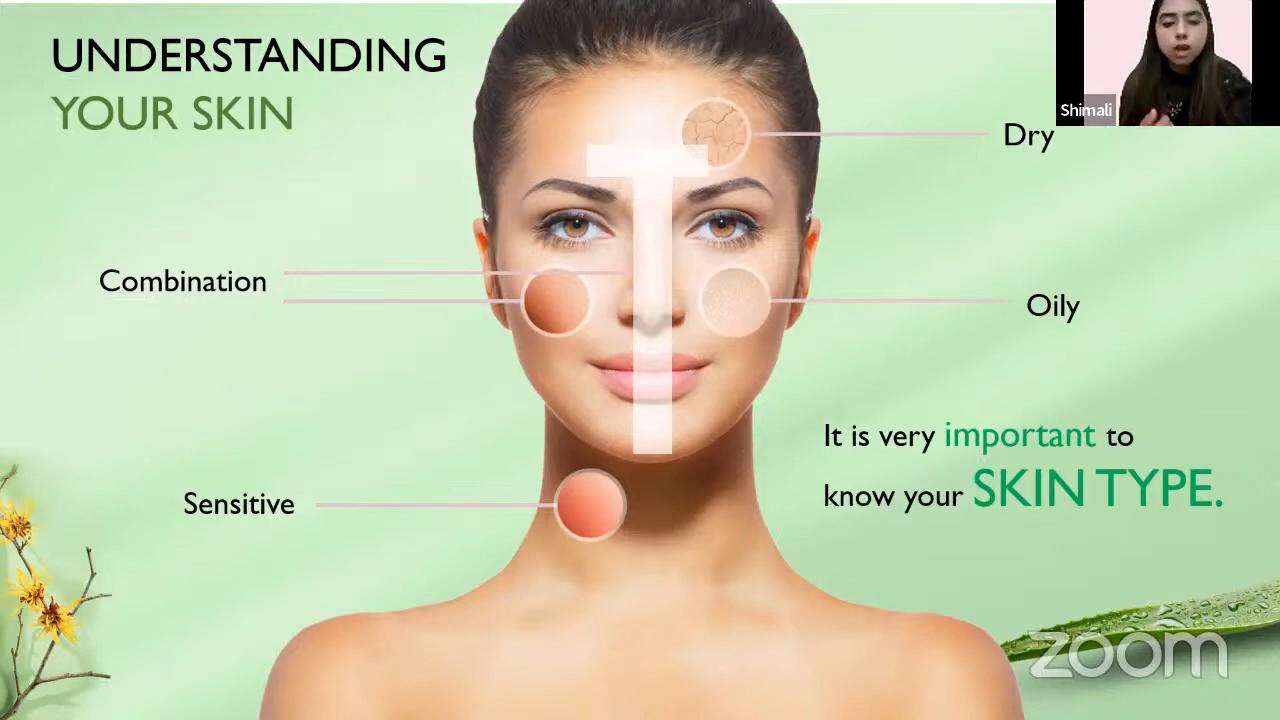 UNDERSTANDING
YOUR SKIN
Shimali
Dry
Combination
Oily
It is very important to
know your SKIN TYPE.
Sensitive
zoom